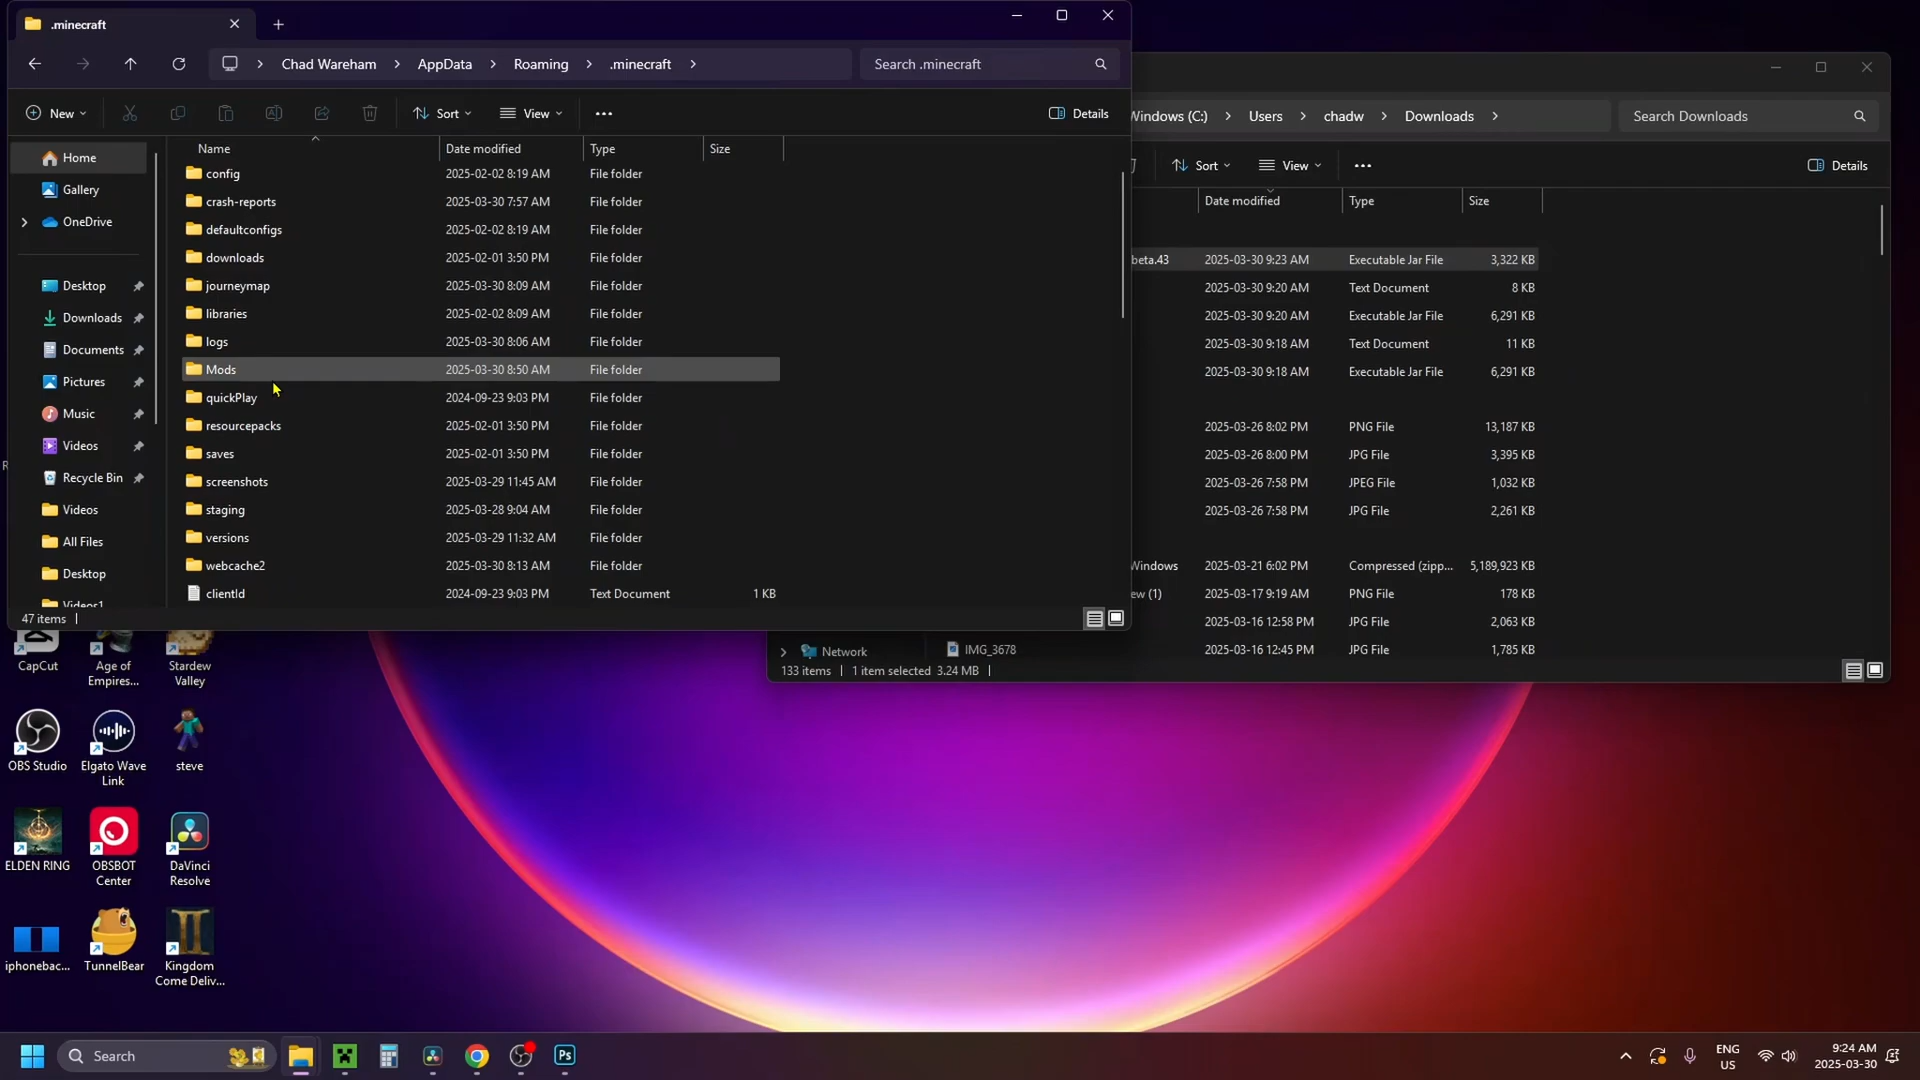 .minecraft
Chad Wareham > AppData > Roaming > .minecraft >
Search .minecraft
New
Sort
View
Details
Name
Date modified
Type
Size
Home
Gallery
OneDrive
Desktop
Downloads
Documents
Pictures
Music
Videos
Recycle Bin
Videos
All Files
Desktop
Videos1
config 2025-02-02 8:19 AM File folder
crash-reports 2025-03-30 7:57 AM File folder
defaultconfigs 2025-02-02 8:19 AM File folder
downloads 2025-02-01 3:50 PM File folder
journeymap 2025-03-30 8:09 AM File folder
libraries 2025-02-02 8:09 AM File folder
logs 2025-03-30 8:06 AM File folder
Mods 2025-03-30 8:50 AM File folder
quickPlay 2024-09-23 9:03 PM File folder
resourcepacks 2025-02-01 3:50 PM File folder
saves 2025-02-01 3:50 PM File folder
screenshots 2025-03-29 11:45 AM File folder
staging 2025-03-28 9:04 AM File folder
versions 2025-03-29 11:32 AM File folder
webcache2 2025-03-30 8:13 AM File folder
clientId 2024-09-23 9:03 PM Text Document 1 KB
47 items
Windows (C:) > Users > chadw > Downloads >
Search Downloads
Sort
View
Details
Date modified
Type
Size
beta.43 2025-03-30 9:23 AM Executable Jar File 3,322 KB
2025-03-30 9:20 AM Text Document 8 KB
2025-03-30 9:20 AM Executable Jar File 6,291 KB
2025-03-30 9:18 AM Text Document 11 KB
2025-03-30 9:18 AM Executable Jar File 6,291 KB
2025-03-26 8:02 PM PNG File 13,187 KB
2025-03-26 8:00 PM JPG File 3,395 KB
2025-03-26 7:58 PM JPEG File 1,032 KB
2025-03-26 7:58 PM JPG File 2,261 KB
Windows 2025-03-21 6:02 PM Compressed (zipp... 5,189,923 KB
ew (1) 2025-03-17 9:19 AM PNG File 178 KB
2025-03-16 12:58 PM JPG File 2,063 KB
Network
IMG_3678 2025-03-16 12:45 PM JPG File 1,785 KB
133 items
1 item selected 3.24 MB
CapCut
Age of
Empires...
Stardew
Valley
OBS Studio
Elgato Wave
Link
steve
ELDEN RING
OBSBOT
Center
DaVinci
Resolve
iphonebac...
TunnelBear
Kingdom
Come Deliv...
Search
Ps
ENG
US
9:24 AM
2025-03-30